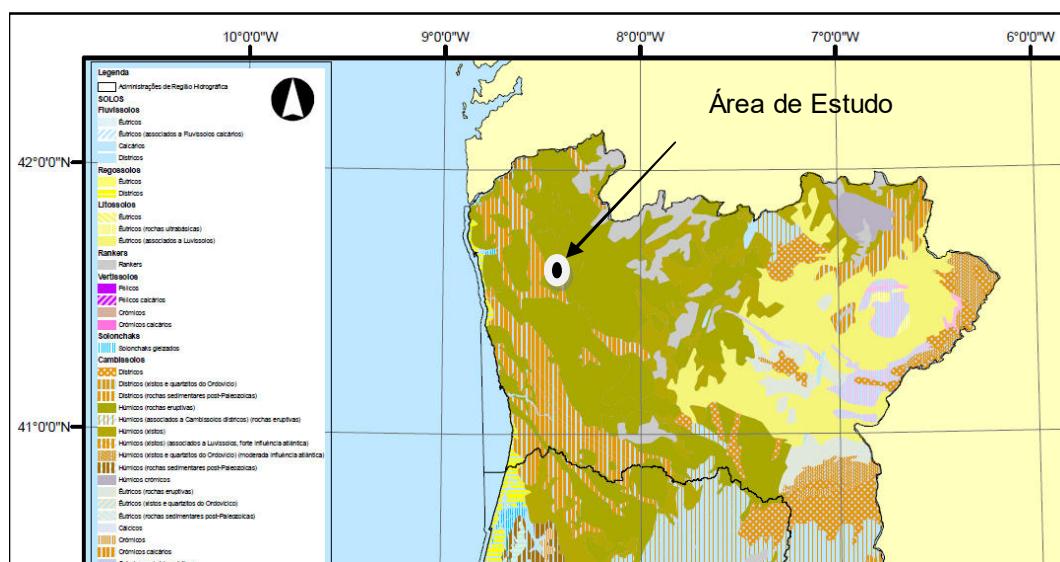 10°0'0"W 9°0'0"W 8°0'0"W 7°0'0"W 6°0'0"W
Área de Estudo
42°0'0"N
41°0'0"N
Legenda
Administrações de Região Hidrográfica
SOLOS
Fluvissolos
Êutricos
Êutricos (associados a Fluvissolos calcários)
Calcários
Dístricos
Regossolos
Êutricos
Dístricos
Litossolos
Êutricos
Êutricos (rochas ultrabásicas)
Êutricos (associados a Luvissolos)
Rankers
Rankers
Vertissolos
Pélicos
Pélicos calcários
Crómicos
Crómicos calcários
Solonchaks
Solonchaks gleizados
Cambissolos
Dístricos
Dístricos (xistos e quartzitos do Ordovício)
Dístricos (rochas sedimentares post-Paleozoicas)
Húmicos (rochas eruptivas)
Húmicos (associados a Cambissolos dístricos) (rochas eruptivas)
Húmicos (xistos)
Húmicos (xistos) (associados a Luvissolos, forte influência atlântica)
Húmicos (xistos e quartzitos do Ordovício) (moderada influência atlântica)
Húmicos (rochas sedimentares post-Paleozoicas)
Húmicos crómicos
Êutricos (rochas eruptivas)
Êutricos (xistos e quartzitos do Ordovícico)
Êutricos (rochas sedimentares post-Paleozoicas)
Cálcicos
Crómicos
Crómicos calcários